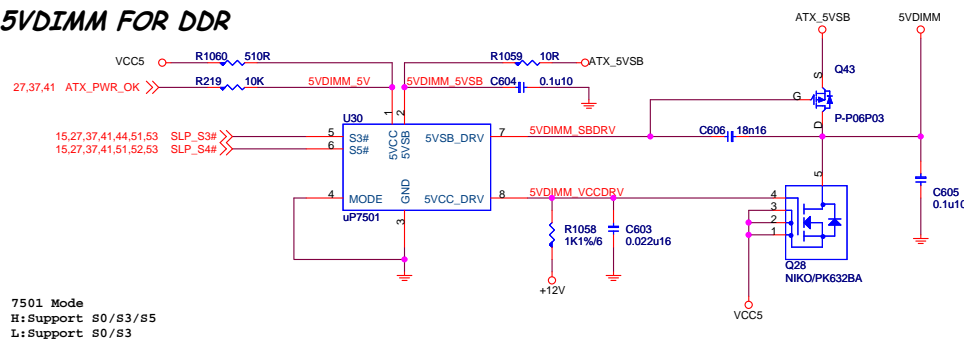 5VDIMM FOR DDR
ATX_5VSB
5VDIMM
VCC5
R1060 510R
R1059 10R
ATX_5VSB
27,37,41 ATX_PWR_OK
R219 10K
5VDIMM_5V
5VDIMM_5VSB
C604 0.1u10
S
Q43
G
P-P06P03
D
U30
1
2
5VCC
5VSB
15,27,37,41,44,51,53 SLP_S3#
5
S3#
5VSB_DRV
7
5VDIMM_SBDRV
C606 18n16
15,27,37,41,51,52,53 SLP_S4#
6
S5#
5
4
MODE
GND
5VCC_DRV
8
5VDIMM_VCCDRV
4
3
2
1
C605
0.1u10
uP7501
3
R1058
1K1%/6
C603
0.022u16
Q28
NIKO/PK632BA
+12V
VCC5
7501 Mode
H:Support S0/S3/S5
L:Support S0/S3